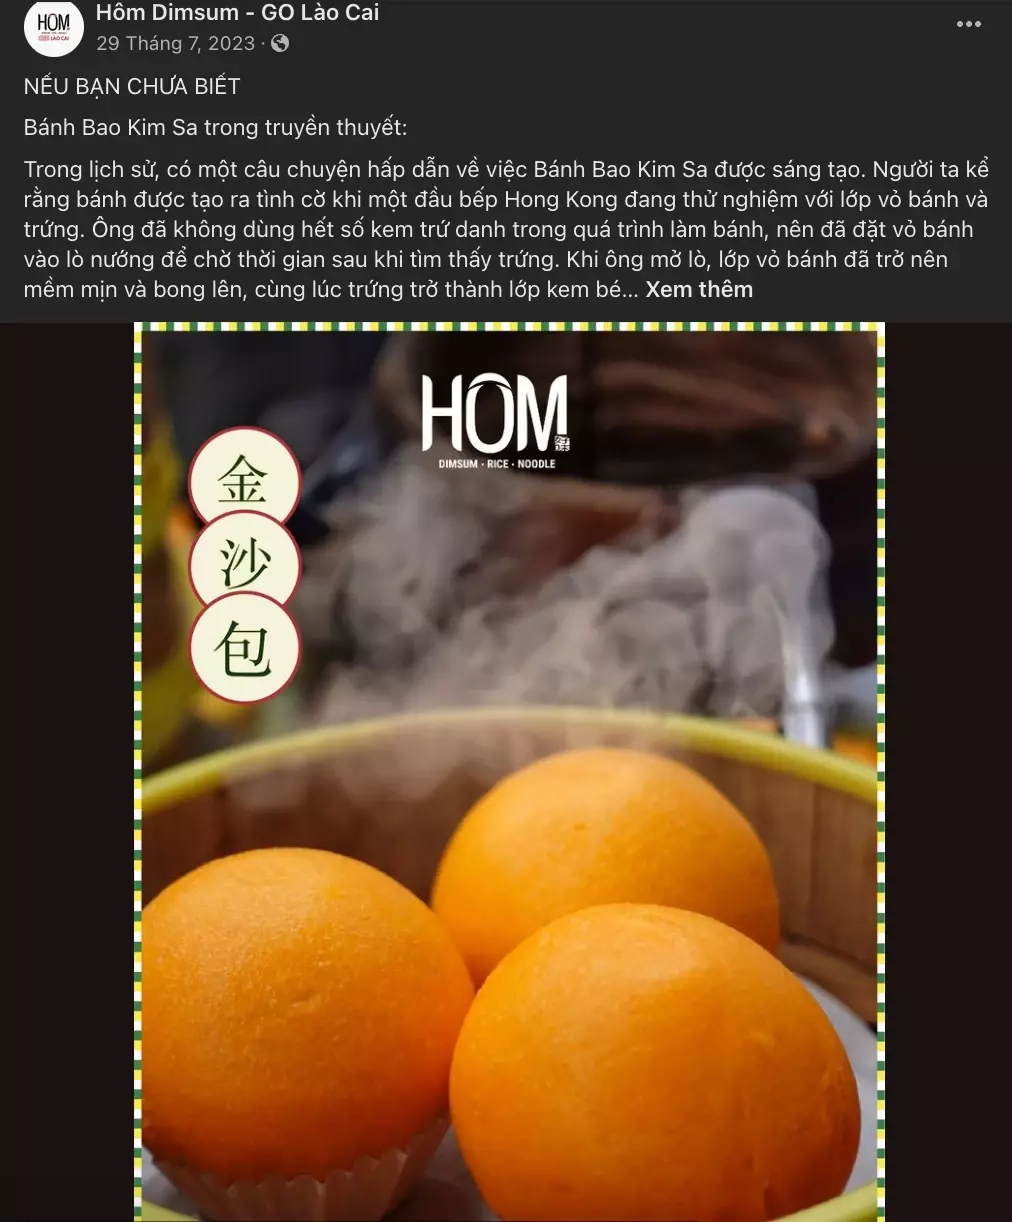 HÔM
LÀO CAI
Hôm Dimsum - GO Lào Cai
29 Tháng 7, 2023 ·
NẾU BẠN CHƯA BIẾT
Bánh Bao Kim Sa trong truyền thuyết:
Trong lịch sử, có một câu chuyện hấp dẫn về việc Bánh Bao Kim Sa được sáng tạo. Người ta kể
rằng bánh được tạo ra tình cờ khi một đầu bếp Hong Kong đang thử nghiệm với lớp vỏ bánh và
trứng. Ông đã không dùng hết số kem trứ danh trong quá trình làm bánh, nên đã đặt vỏ bánh
vào lò nướng để chờ thời gian sau khi tìm thấy trứng. Khi ông mở lò, lớp vỏ bánh đã trở nên
mềm mịn và bong lên, cùng lúc trứng trở thành lớp kem bé... Xem thêm
HÔM
DIMSUM · RICE · NOODLE
金
沙
包